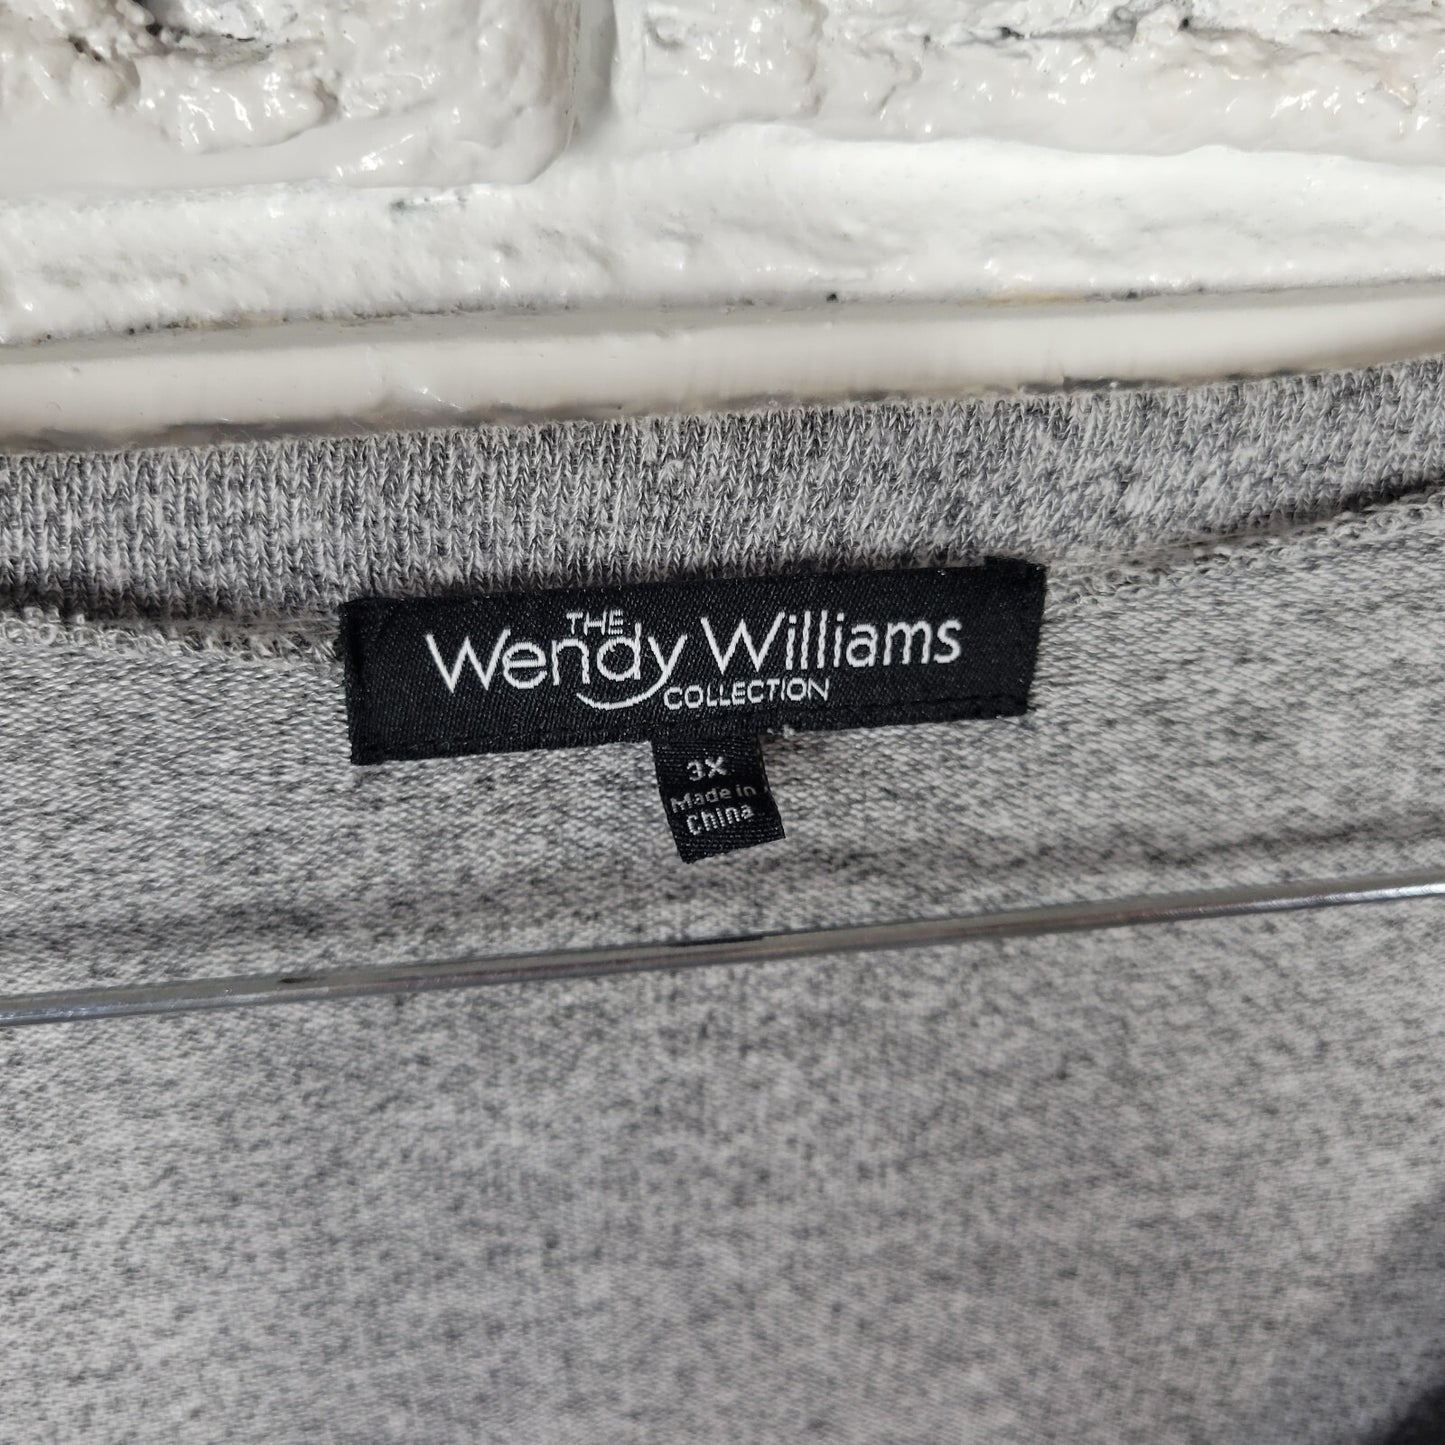 THE
Wendy Williams
COLLECTION
3X
Made in
China